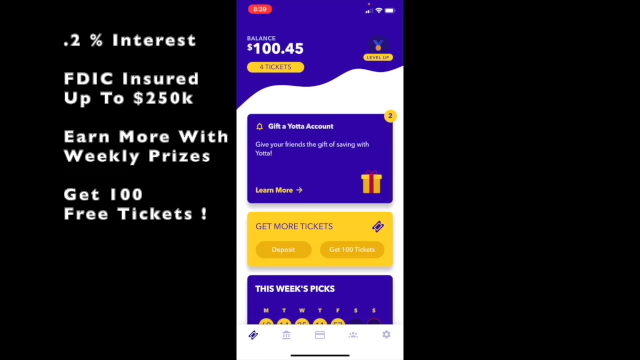 .2 % Interest
FDIC Insured
Up To $250k
Earn More With
Weekly Prizes
Get 100
Free Tickets !
8:39
BALANCE
$100.45
4 TICKETS
LEVEL UP
2
Gift a Yotta Account
Give your friends the gift of saving with
Yotta!
Learn More →
GET MORE TICKETS
Deposit
Get 100 Tickets
THIS WEEK'S PICKS
M T W T F S S